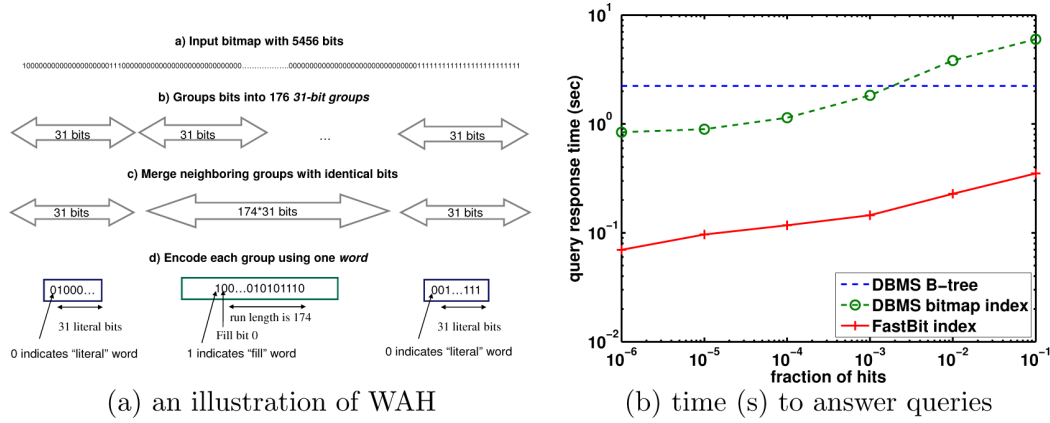 a) Input bitmap with 5456 bits
b) Groups bits into 176 31-bit groups
31 bits
31 bits
...
31 bits
c) Merge neighboring groups with identical bits
31 bits
174*31 bits
31 bits
d) Encode each group using one word
01000...
100...010101110
001...111
31 literal bits
run length is 174
31 literal bits
Fill bit 0
0 indicates “literal” word
1 indicates “fill” word
0 indicates “literal” word
(a) an illustration of WAH
query response time (sec)
10^1
10^0
10^-1
10^-2
DBMS B−tree
DBMS bitmap index
FastBit index
10^-6
10^-5
10^-4
10^-3
10^-2
10^-1
fraction of hits
(b) time (s) to answer queries